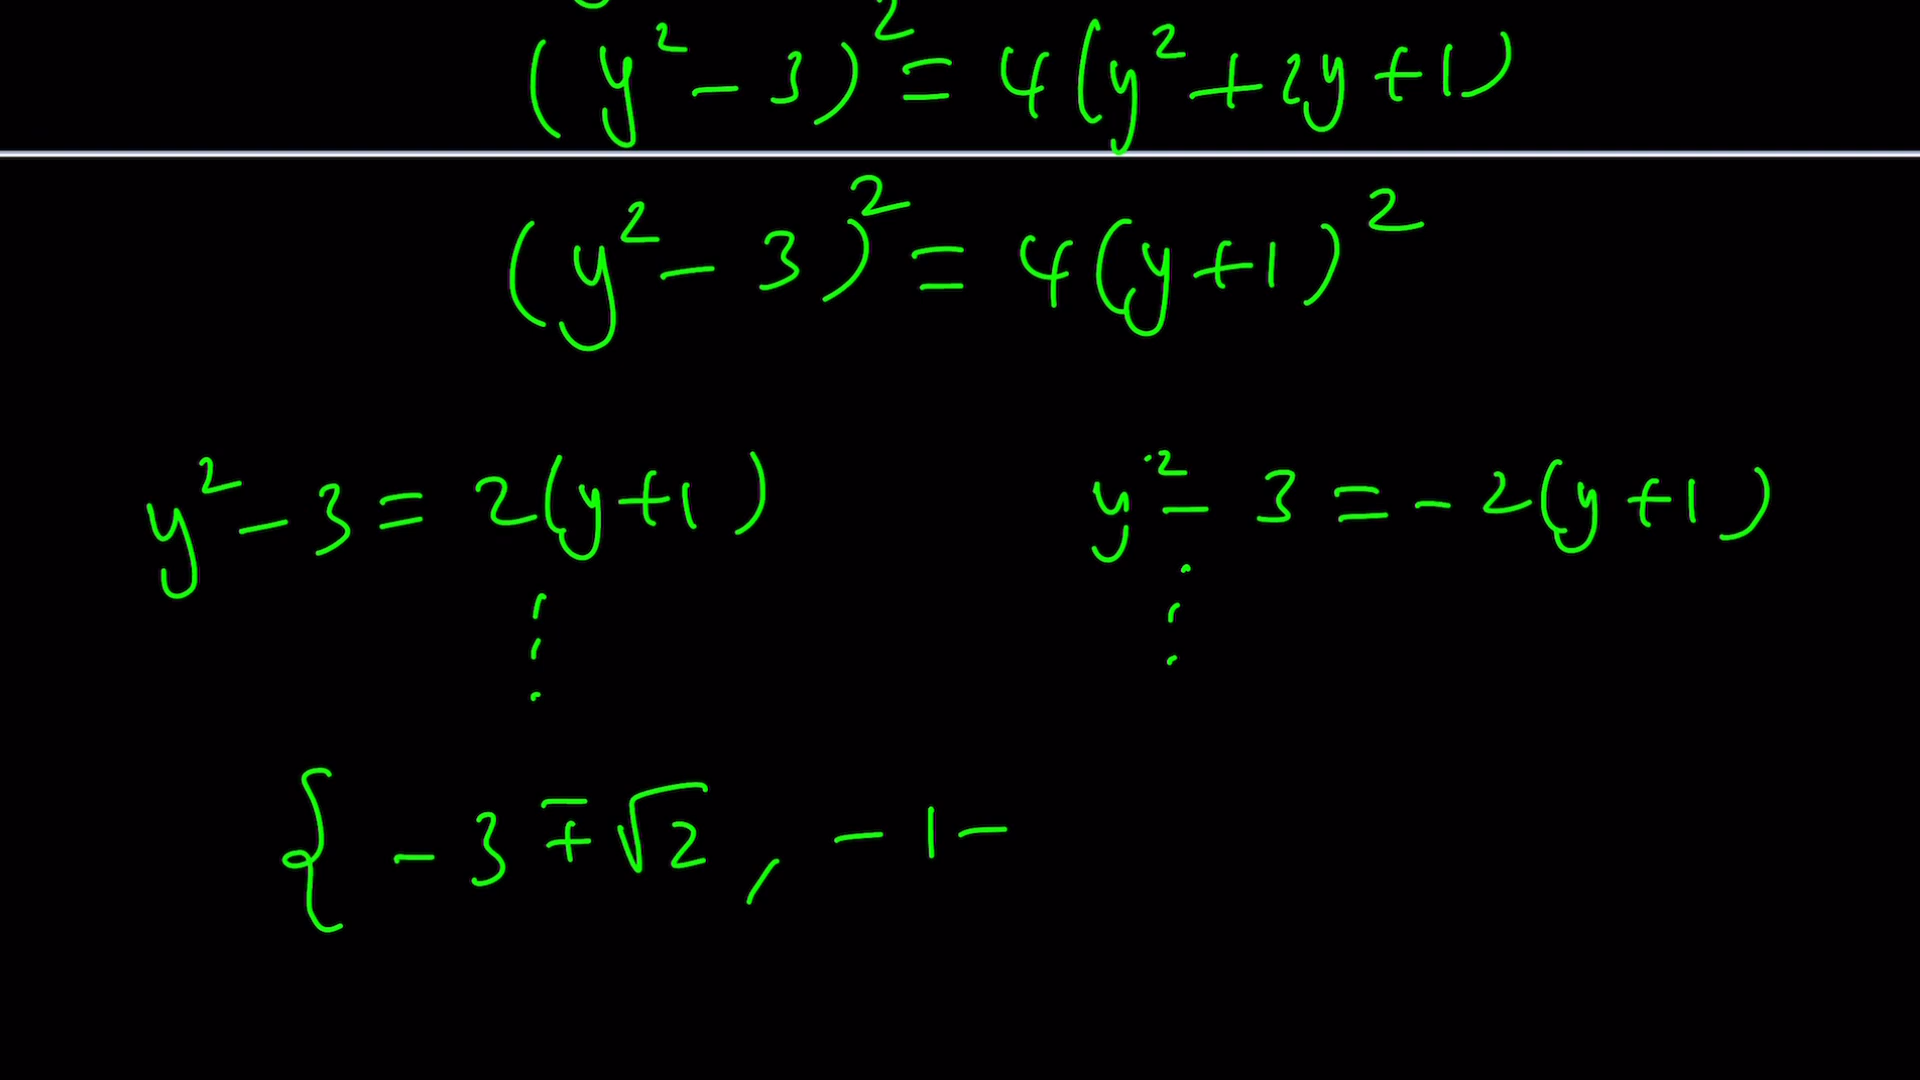 (y² - 3)² = 4(y² + 2y + 1)
(y² - 3)² = 4(y + 1)²
y² - 3 = 2(y + 1)
y² - 3 = -2(y + 1)
⋮
⋮
{ -3 ∓ √2 , -1 -